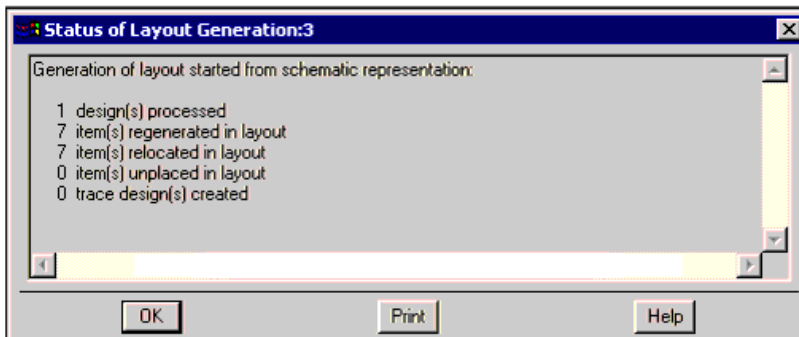 Status of Layout Generation:3
Generation of layout started from schematic representation:
1 design(s) processed
7 item(s) regenerated in layout
7 item(s) relocated in layout
0 item(s) unplaced in layout
0 trace design(s) created
OK
Print
Help